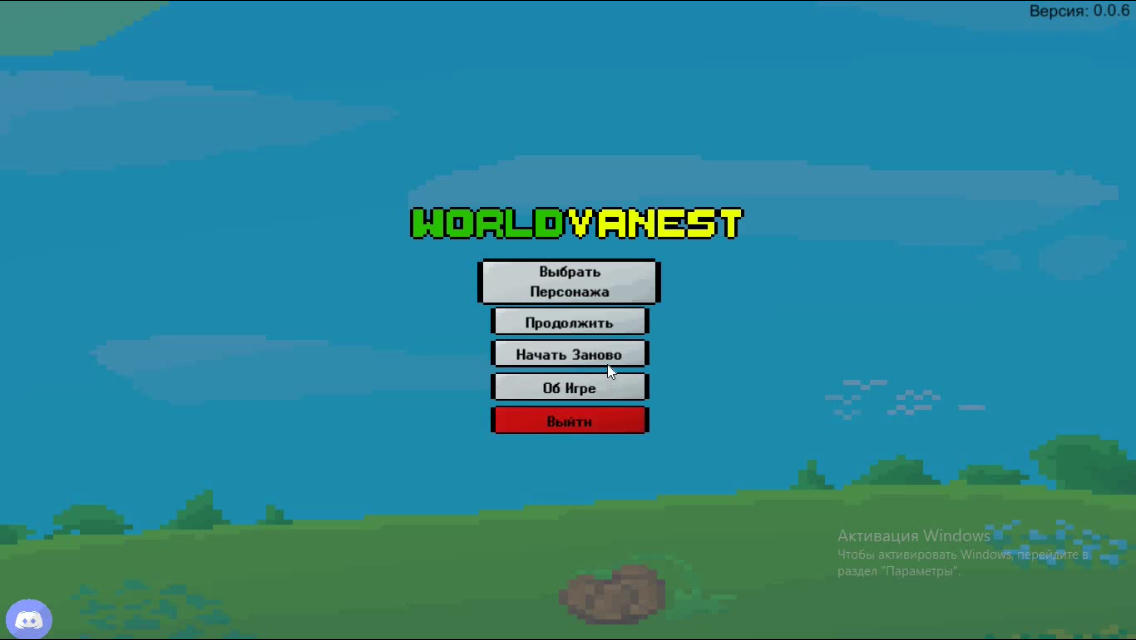 Версия: 0.0.6
WORLDVANEST
Выбрать
Персонажа
Продолжить
Начать Заново
Об Игре
Выйти
Активация Windows
Чтобы активировать Windows, перейдите в
раздел "Параметры".